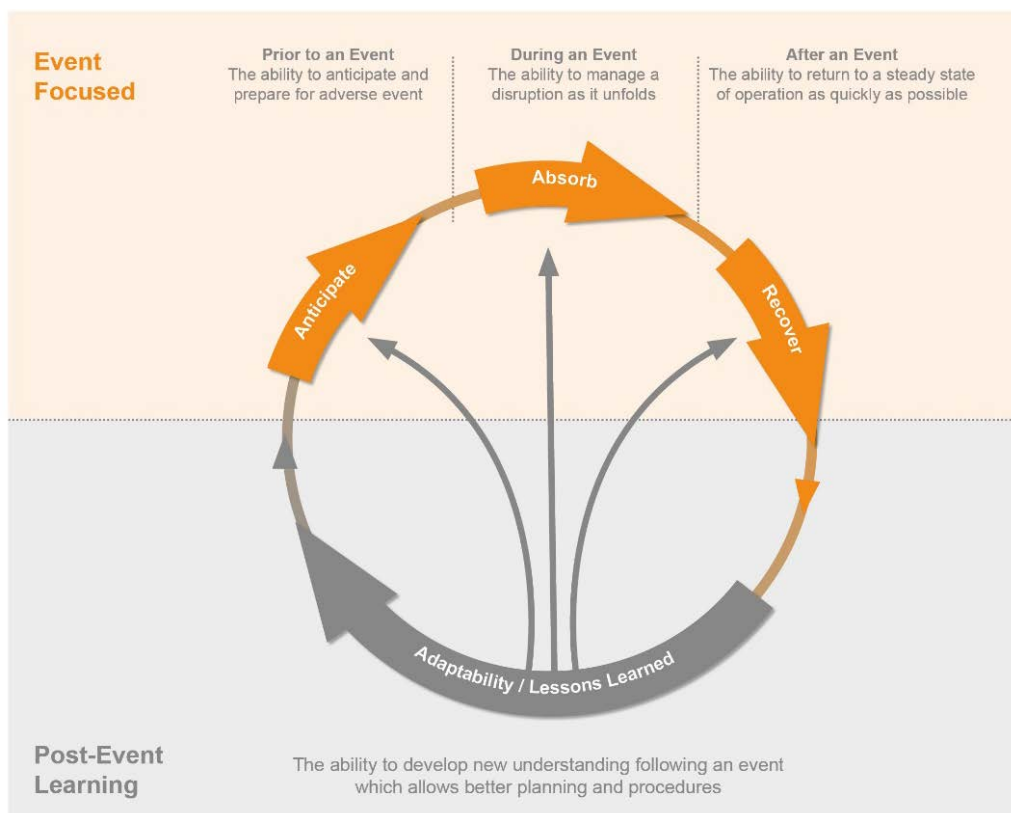 Event
Focused
Prior to an Event
The ability to anticipate and
prepare for adverse event
During an Event
The ability to manage a
disruption as it unfolds
After an Event
The ability to return to a steady state
of operation as quickly as possible
Anticipate
Absorb
Recover
Adaptability / Lessons Learned
Post-Event
Learning
The ability to develop new understanding following an event
which allows better planning and procedures